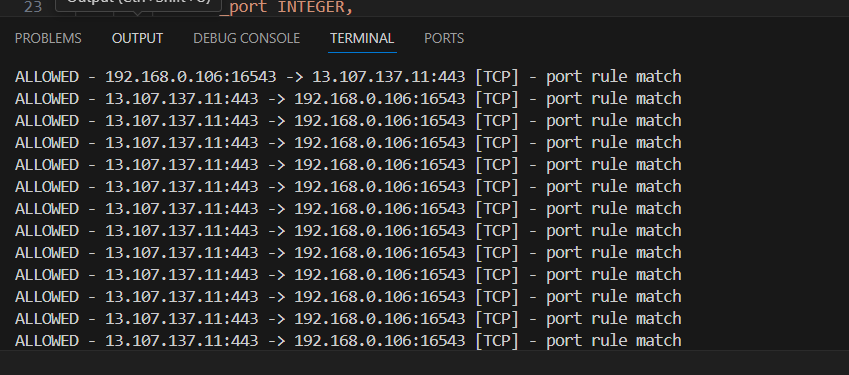 Output (Ctrl+Shift+U)
23 _port INTEGER,
PROBLEMS OUTPUT DEBUG CONSOLE TERMINAL PORTS
ALLOWED - 192.168.0.106:16543 -> 13.107.137.11:443 [TCP] - port rule match
ALLOWED - 13.107.137.11:443 -> 192.168.0.106:16543 [TCP] - port rule match
ALLOWED - 13.107.137.11:443 -> 192.168.0.106:16543 [TCP] - port rule match
ALLOWED - 13.107.137.11:443 -> 192.168.0.106:16543 [TCP] - port rule match
ALLOWED - 13.107.137.11:443 -> 192.168.0.106:16543 [TCP] - port rule match
ALLOWED - 13.107.137.11:443 -> 192.168.0.106:16543 [TCP] - port rule match
ALLOWED - 13.107.137.11:443 -> 192.168.0.106:16543 [TCP] - port rule match
ALLOWED - 13.107.137.11:443 -> 192.168.0.106:16543 [TCP] - port rule match
ALLOWED - 13.107.137.11:443 -> 192.168.0.106:16543 [TCP] - port rule match
ALLOWED - 13.107.137.11:443 -> 192.168.0.106:16543 [TCP] - port rule match
ALLOWED - 13.107.137.11:443 -> 192.168.0.106:16543 [TCP] - port rule match
ALLOWED - 13.107.137.11:443 -> 192.168.0.106:16543 [TCP] - port rule match
ALLOWED - 13.107.137.11:443 -> 192.168.0.106:16543 [TCP] - port rule match